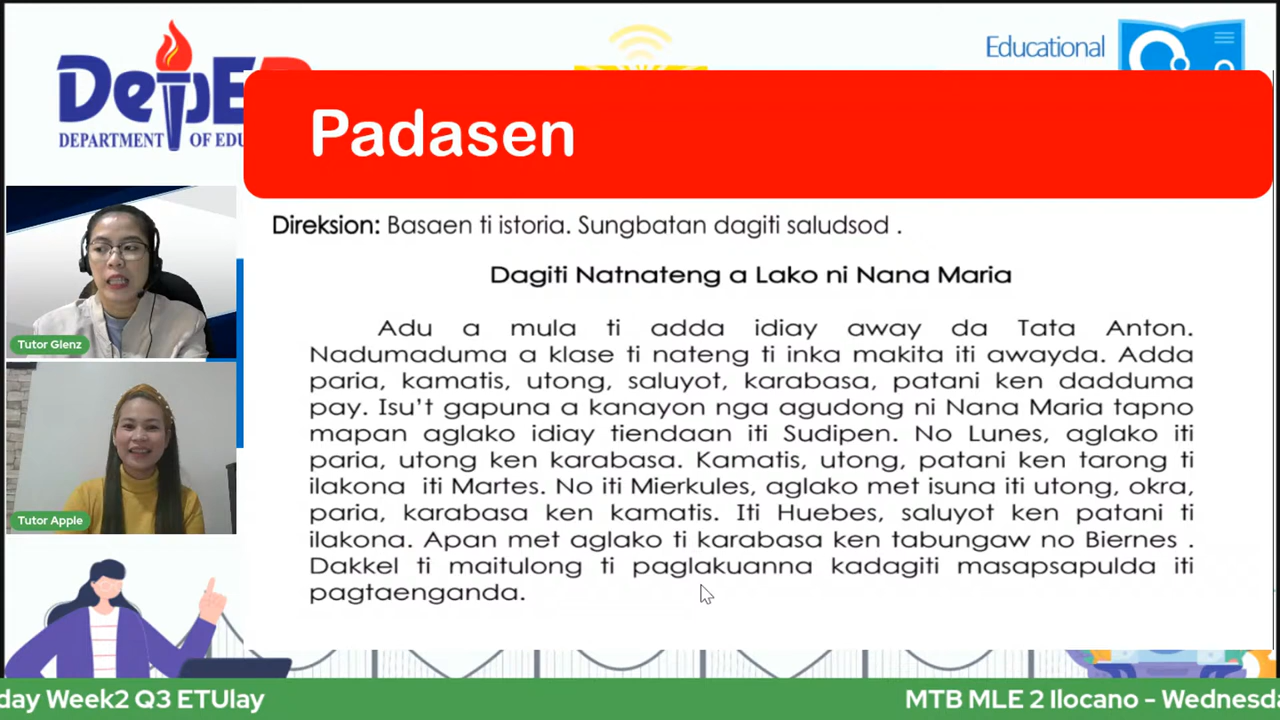 DepED
DEPARTMENT OF EDU
Educational
Padasen
Direksion: Basaen ti istoria. Sungbatan dagiti saludsod .
Dagiti Natnateng a Lako ni Nana Maria
Adu a mula ti adda idiay away da Tata Anton.
Nadumaduma a klase ti nateng ti inka makita iti awayda. Adda
paria, kamatis, utong, saluyot, karabasa, patani ken dadduma
pay. Isu't gapuna a kanayon nga agudong ni Nana Maria tapno
mapan aglako idiay tiendaan iti Sudipen. No Lunes, aglako iti
paria, utong ken karabasa. Kamatis, utong, patani ken tarong ti
ilakona iti Martes. No iti Mierkules, aglako met isuna iti utong, okra,
paria, karabasa ken kamatis. Iti Huebes, saluyot ken patani ti
ilakona. Apan met aglako ti karabasa ken tabungaw no Biernes .
Dakkel ti maitulong ti paglakuanna kadagiti masapsapulda iti
pagtaenganda.
Tutor Glenz
Tutor Apple
day Week2 Q3 ETUlay
MTB MLE 2 Ilocano - Wednesda